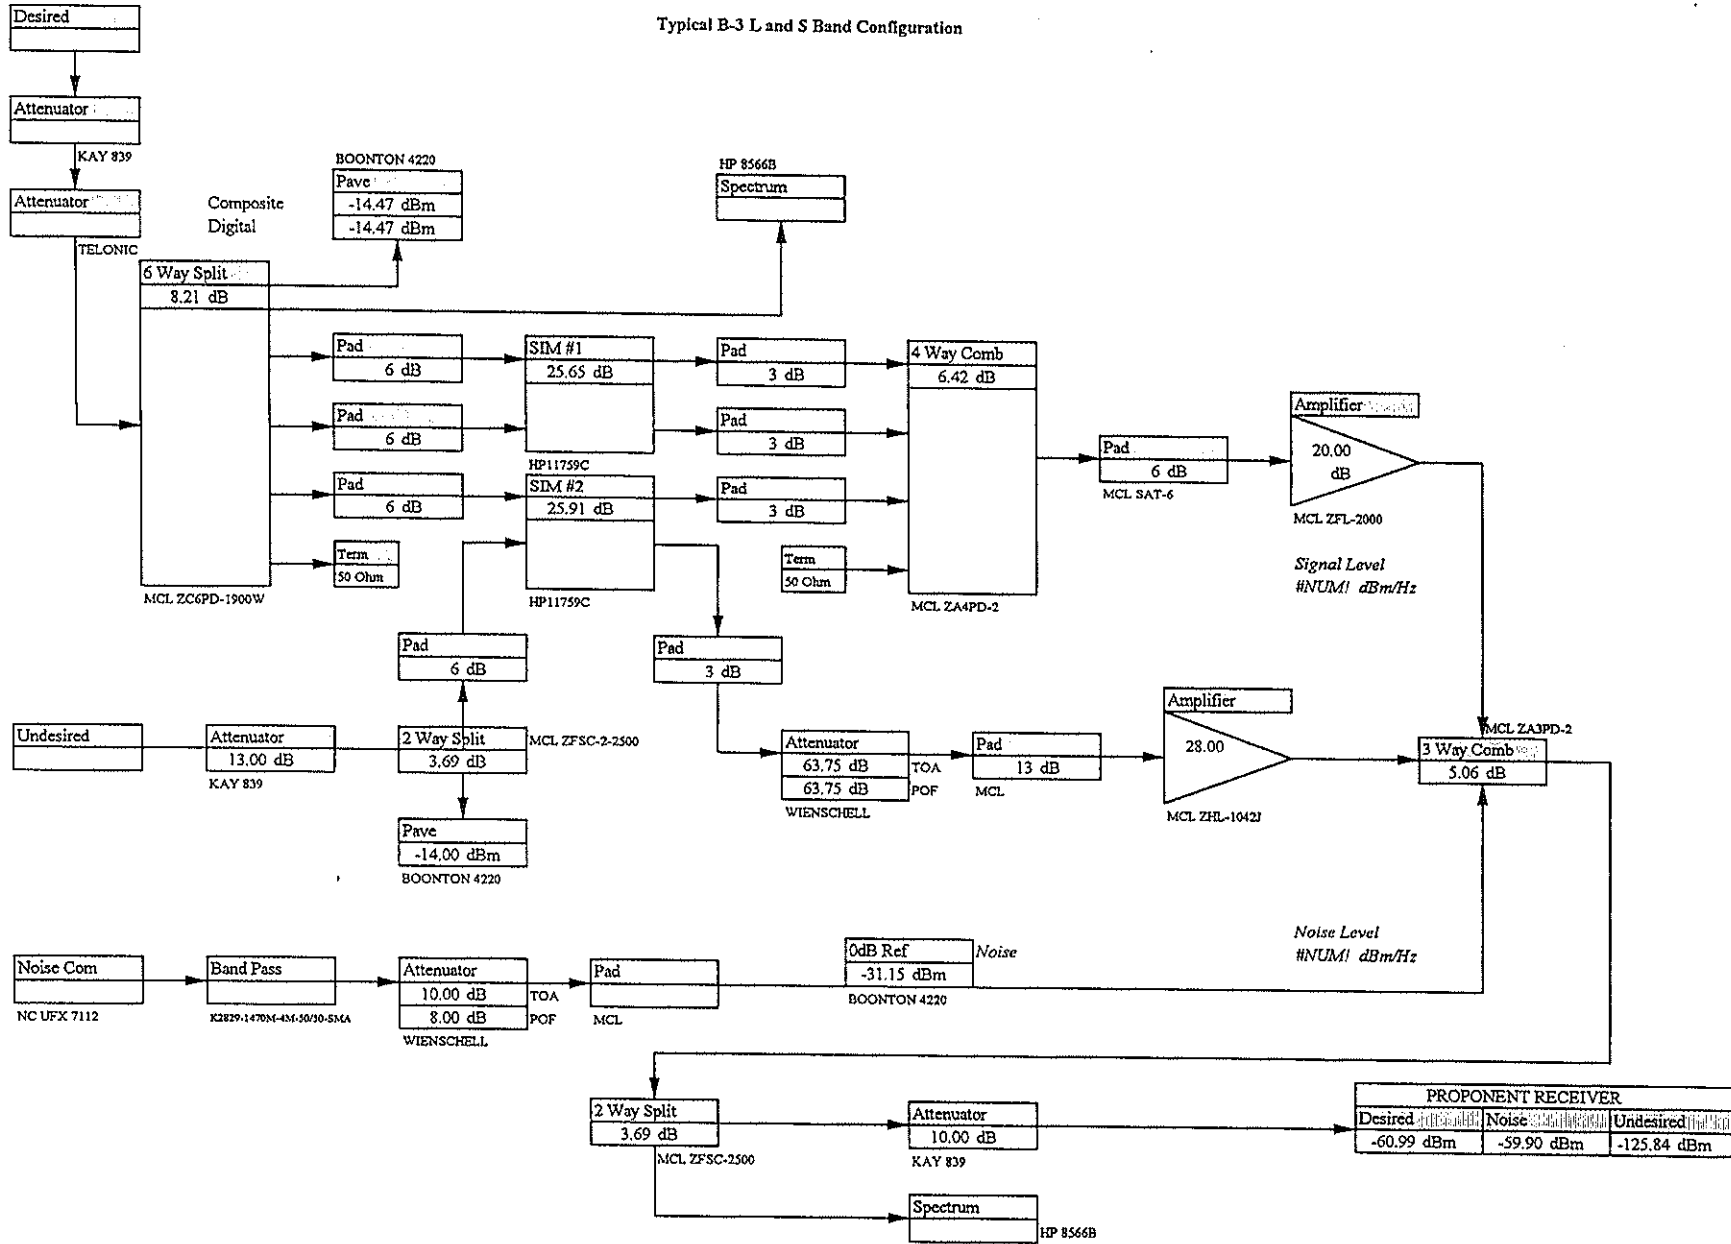 Typical B-3 L and S Band Configuration
Desired
Attenuator
KAY 839
Attenuator
TELONIC
Composite
Digital
BOONTON 4220
Pave
-14.47 dBm
-14.47 dBm
HP 8566B
Spectrum
6 Way Split
8.21 dB
MCL ZC6PD-1900W
Pad
6 dB
Pad
6 dB
Pad
6 dB
Term
50 Ohm
SIM #1
25.65 dB
HP11759C
SIM #2
25.91 dB
HP11759C
Pad
3 dB
Pad
3 dB
Pad
3 dB
Term
50 Ohm
4 Way Comb
6.42 dB
MCL ZA4PD-2
Pad
6 dB
MCL SAT-6
Amplifier
20.00
dB
MCL ZFL-2000
Signal Level
#NUM! dBm/Hz
Pad
6 dB
Pad
3 dB
Undesired
Attenuator
13.00 dB
KAY 839
2 Way Split
3.69 dB
MCL ZFSC-2-2500
Pave
-14.00 dBm
BOONTON 4220
Attenuator
63.75 dB
TOA
63.75 dB
POF
WIENSCHELL
Pad
13 dB
MCL
Amplifier
28.00
MCL ZHL-1042J
MCL ZA3PD-2
3 Way Comb
5.06 dB
Noise Com
NC UFX 7112
Band Pass
K2829-1470M-4M-50/50-SMA
Attenuator
10.00 dB
TOA
8.00 dB
POF
WIENSCHELL
Pad
MCL
0dB Ref
Noise
-31.15 dBm
BOONTON 4220
Noise Level
#NUM! dBm/Hz
2 Way Split
3.69 dB
MCL ZFSC-2500
Attenuator
10.00 dB
KAY 839
Spectrum
HP 8566B
PROPONENT RECEIVER
Desired Noise Undesired
-60.99 dBm -59.90 dBm -125.84 dBm